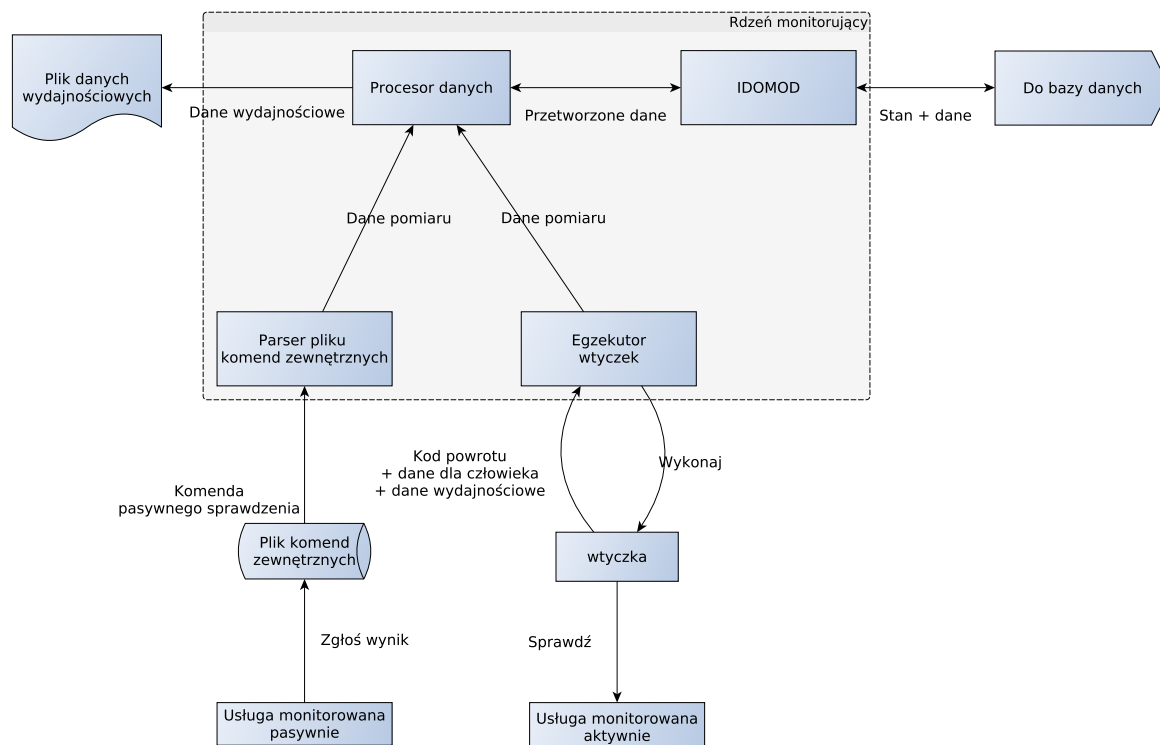 Rdzeń monitorujący
Plik danych
wydajnościowych
Procesor danych
IDOMOD
Do bazy danych
Dane wydajnościowe
Przetworzone dane
Stan + dane
Dane pomiaru
Dane pomiaru
Parser pliku
komend zewnętrznych
Egzekutor
wtyczek
Kod powrotu
+ dane dla człowieka
+ dane wydajnościowe
Wykonaj
Komenda
pasywnego sprawdzenia
Plik komend
zewnętrznych
wtyczka
Zgłoś wynik
Sprawdź
Usługa monitorowana
pasywnie
Usługa monitorowana
aktywnie